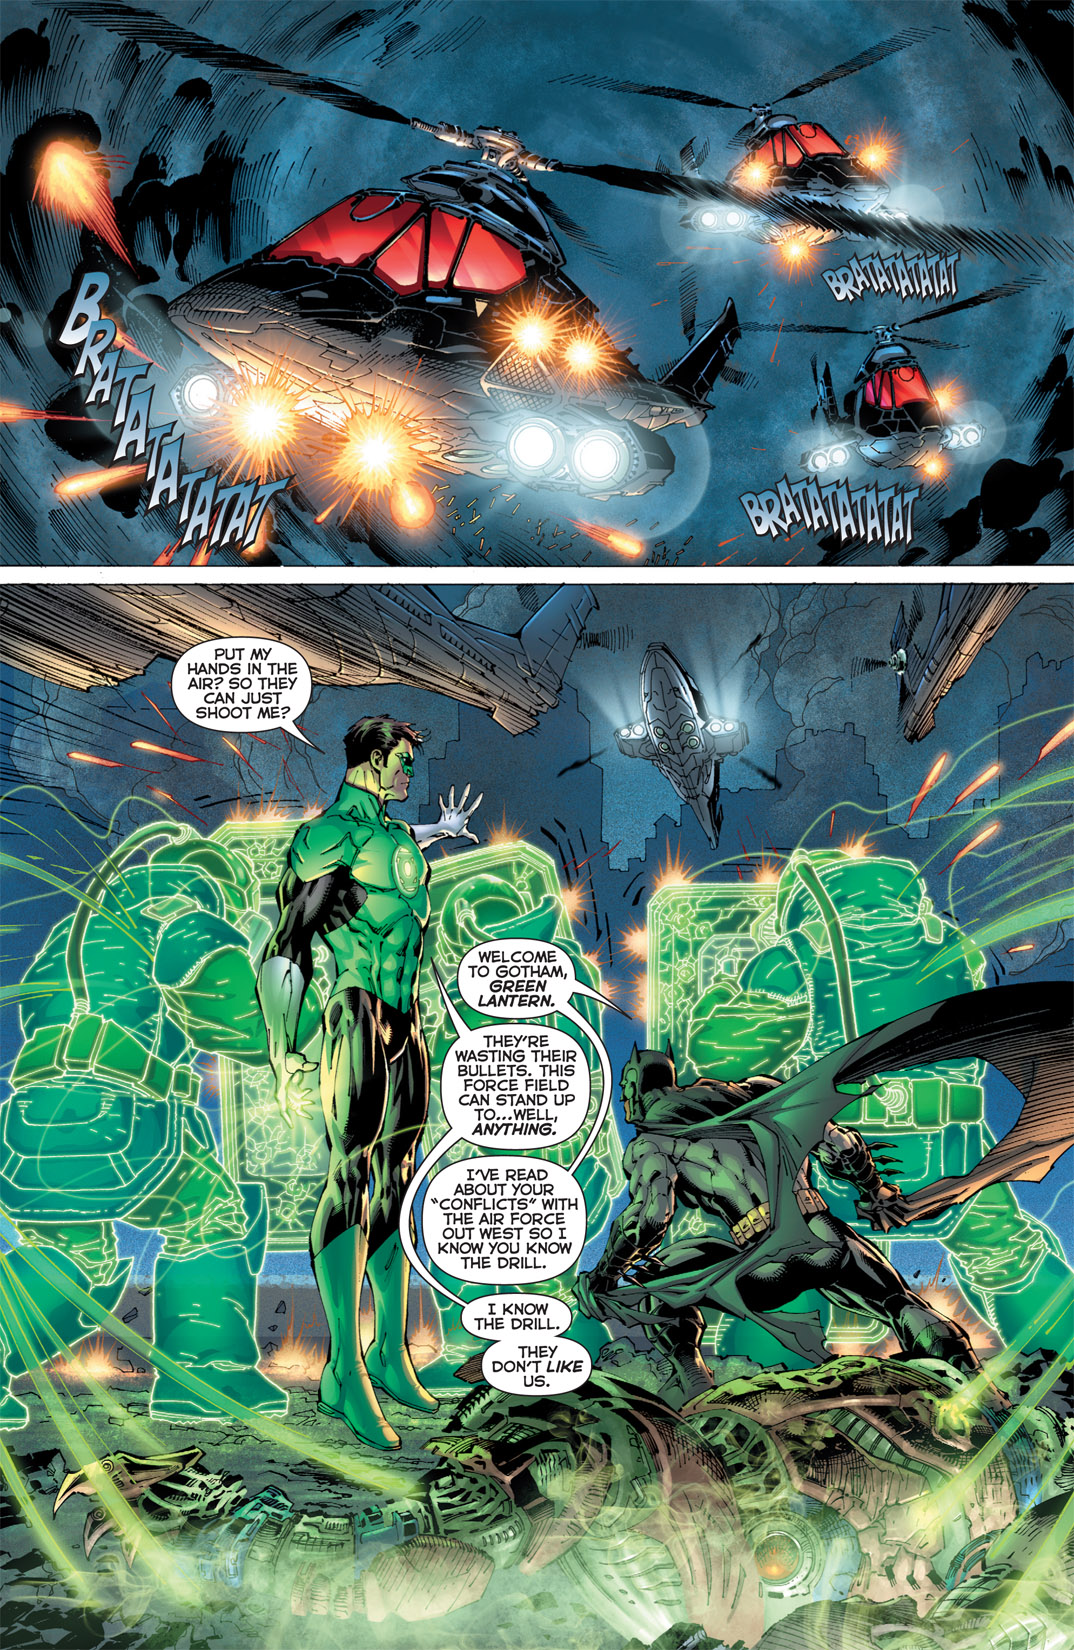 BRATATATATATAT
BRATATATATAT
BRATATATATAT
PUT MY
HANDS IN THE
AIR? SO THEY
CAN JUST
SHOOT ME?
WELCOME
TO GOTHAM,
GREEN
LANTERN.
THEY'RE
WASTING THEIR
BULLETS. THIS
FORCE FIELD
CAN STAND UP
TO...WELL,
ANYTHING.
I'VE READ
ABOUT YOUR
"CONFLICTS" WITH
THE AIR FORCE
OUT WEST SO I
KNOW YOU KNOW
THE DRILL.
I KNOW
THE DRILL.
THEY
DON'T LIKE
US.